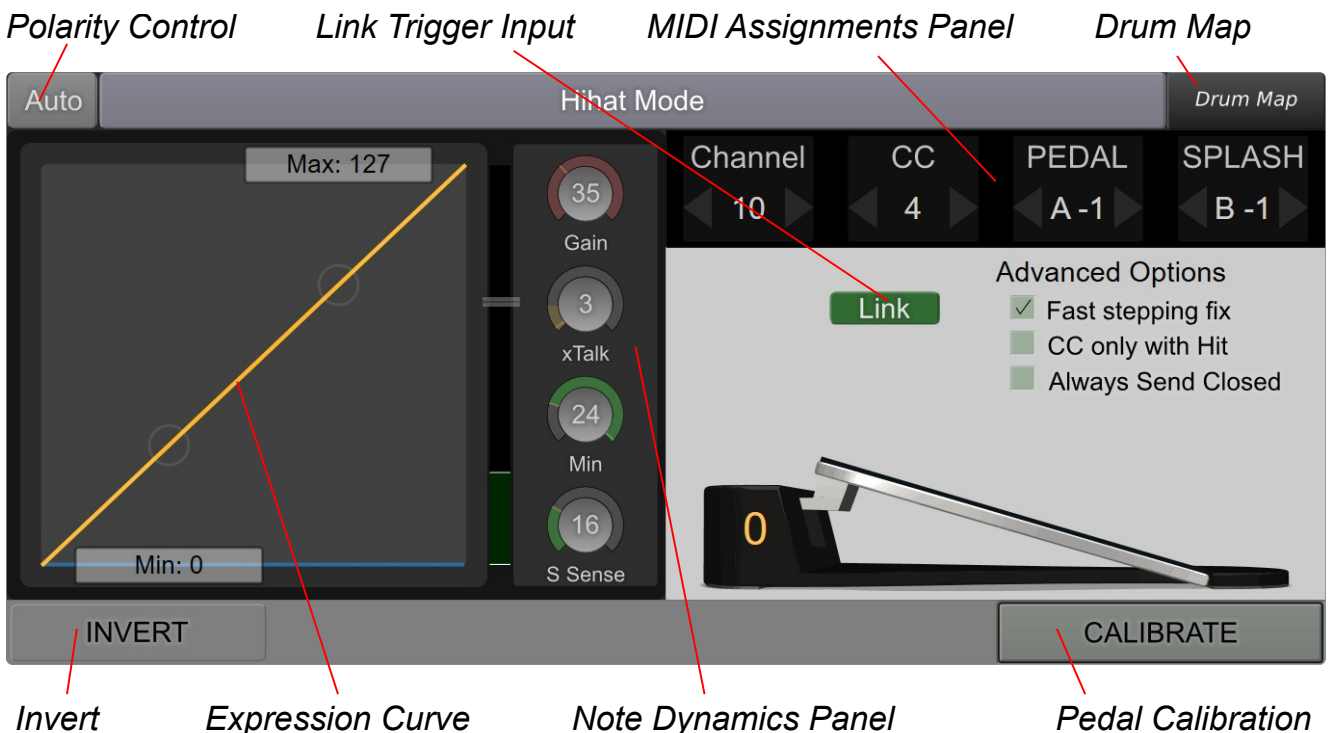 Polarity Control Link Trigger Input MIDI Assignments Panel Drum Map
Auto Hihat Mode Drum Map
Max: 127
35
Gain
3
xTalk
24
Min
16
S Sense
Min: 0
Channel CC PEDAL SPLASH
10 4 A -1 B -1
Advanced Options
Link
Fast stepping fix
CC only with Hit
Always Send Closed
0
INVERT CALIBRATE
Invert Expression Curve Note Dynamics Panel Pedal Calibration